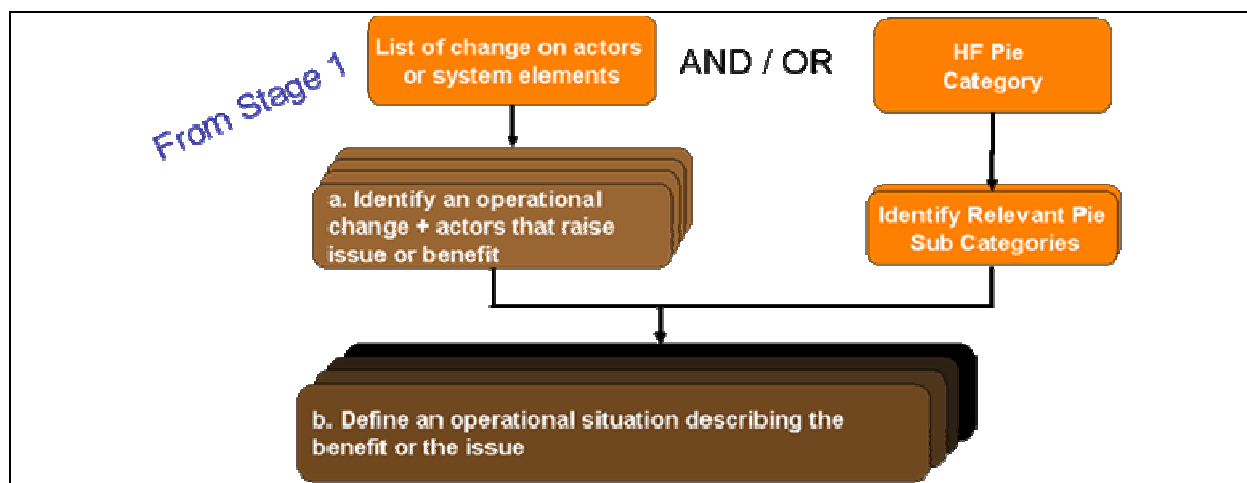 From Stage 1
List of change on actors
or system elements
AND / OR
HF Pie
Category
a. Identify an operational
change + actors that raise
issue or benefit
Identify Relevant Pie
Sub Categories
b. Define an operational situation describing the
benefit or the issue